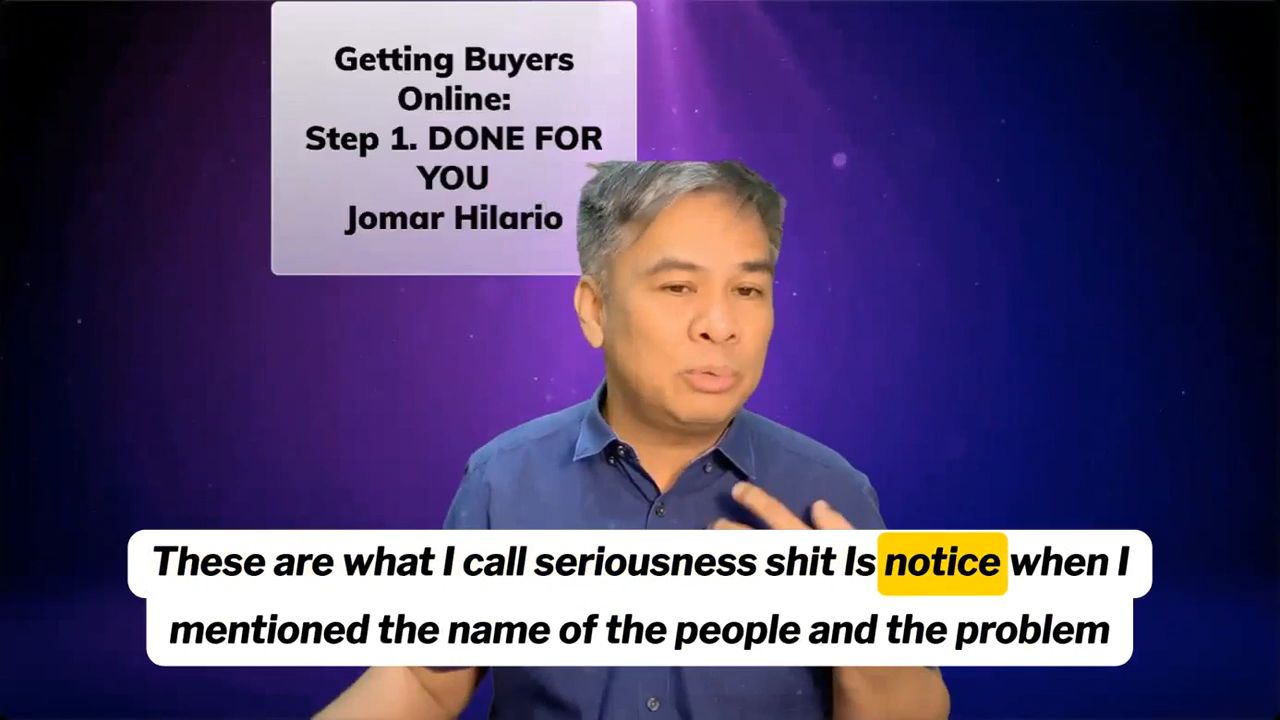 Getting Buyers
Online:
Step 1. DONE FOR
YOU
Jomar Hilario
These are what I call seriousness shit Is notice when I
mentioned the name of the people and the problem